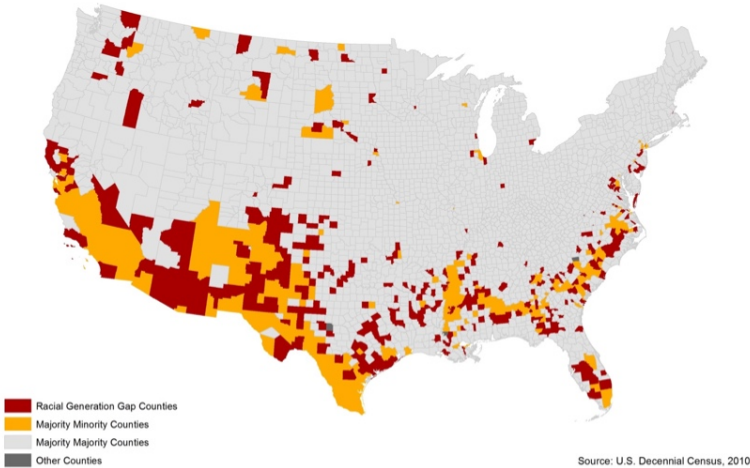 Racial Generation Gap Counties
Majority Minority Counties
Majority Majority Counties
Other Counties
Source: U.S. Decennial Census, 2010